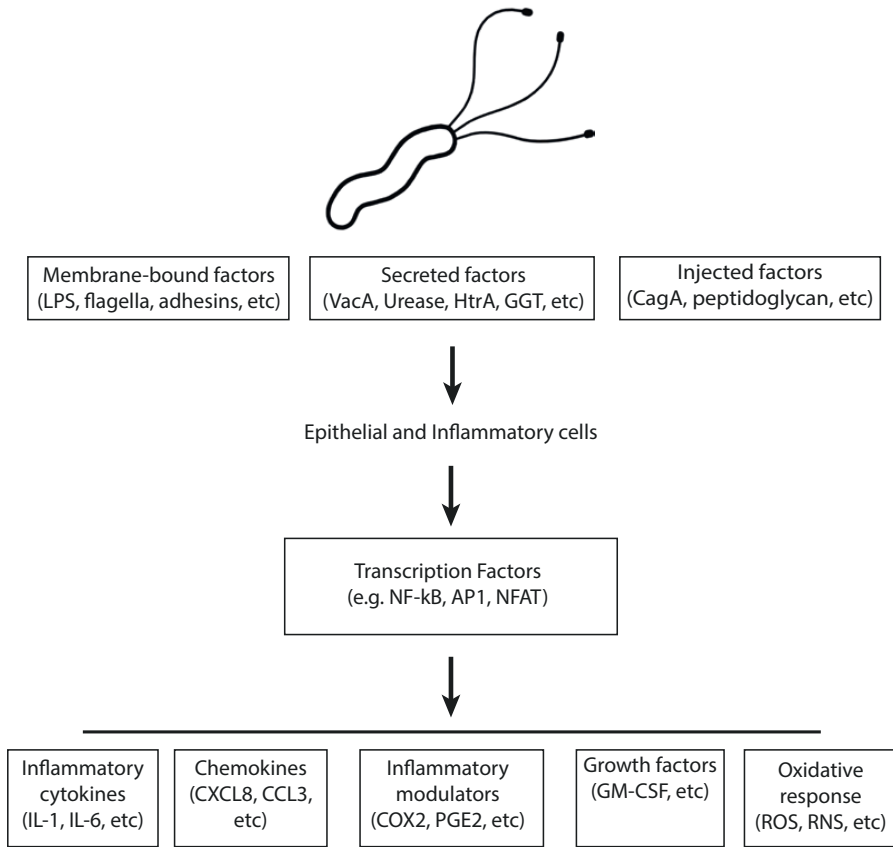 Membrane-bound factors
(LPS, flagella, adhesins, etc)
Secreted factors
(VacA, Urease, HtrA, GGT, etc)
Injected factors
(CagA, peptidoglycan, etc)
Epithelial and Inflammatory cells
Transcription Factors
(e.g. NF-kB, AP1, NFAT)
Inflammatory
cytokines
(IL-1, IL-6, etc)
Chemokines
(CXCL8, CCL3,
etc)
Inflammatory
modulators
(COX2, PGE2, etc)
Growth factors
(GM-CSF, etc)
Oxidative
response
(ROS, RNS, etc)